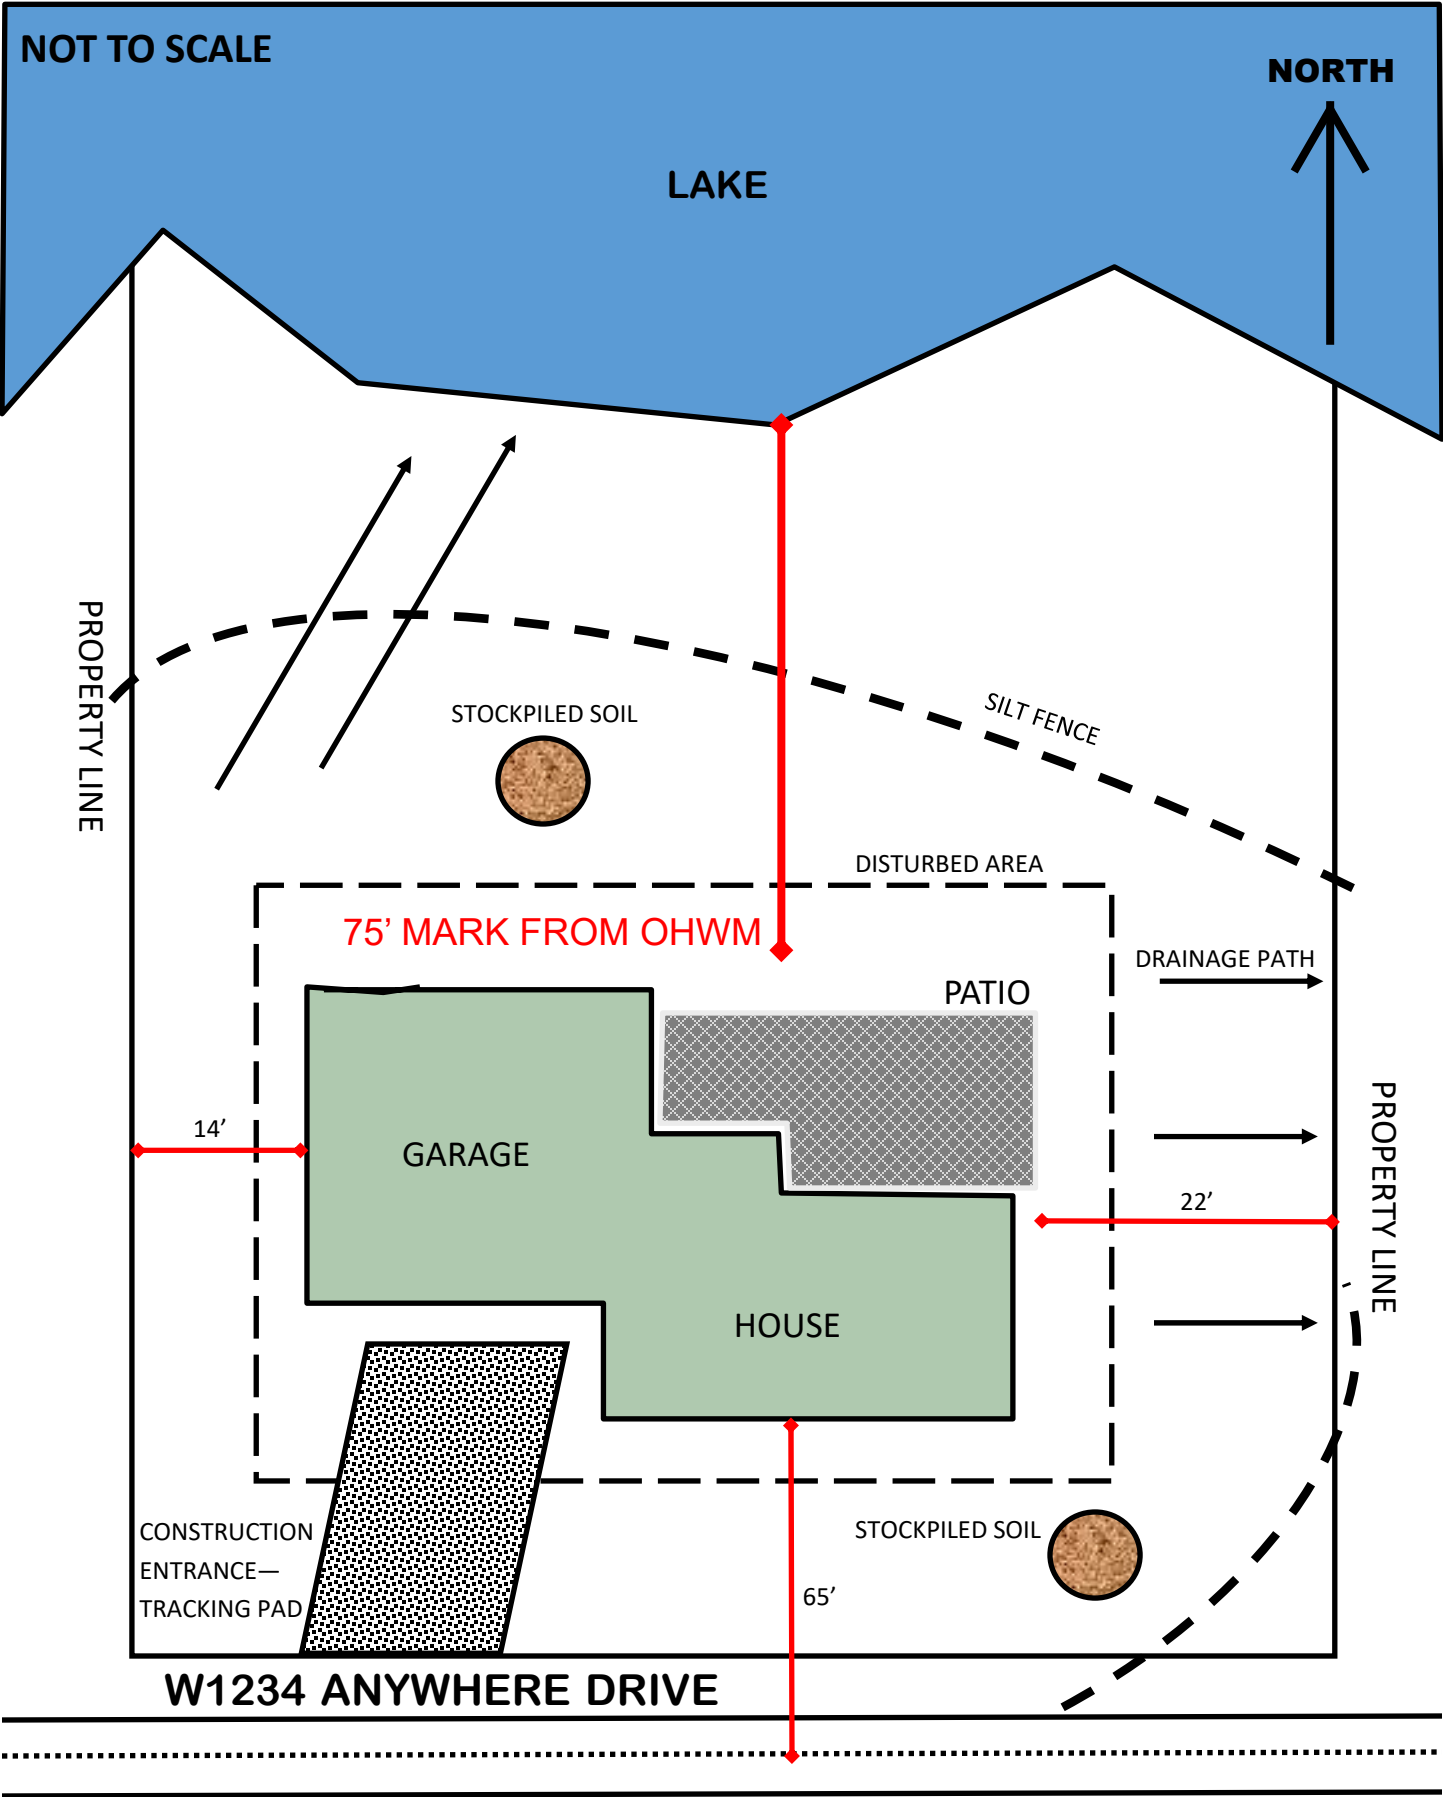 NOT TO SCALE
NORTH
LAKE
PROPERTY LINE
STOCKPILED SOIL
SILT FENCE
DISTURBED AREA
75’ MARK FROM OHWM
DRAINAGE PATH
PATIO
14’
GARAGE
PROPERTY LINE
22’
HOUSE
CONSTRUCTION
ENTRANCE—
TRACKING PAD
STOCKPILED SOIL
65’
W1234 ANYWHERE DRIVE